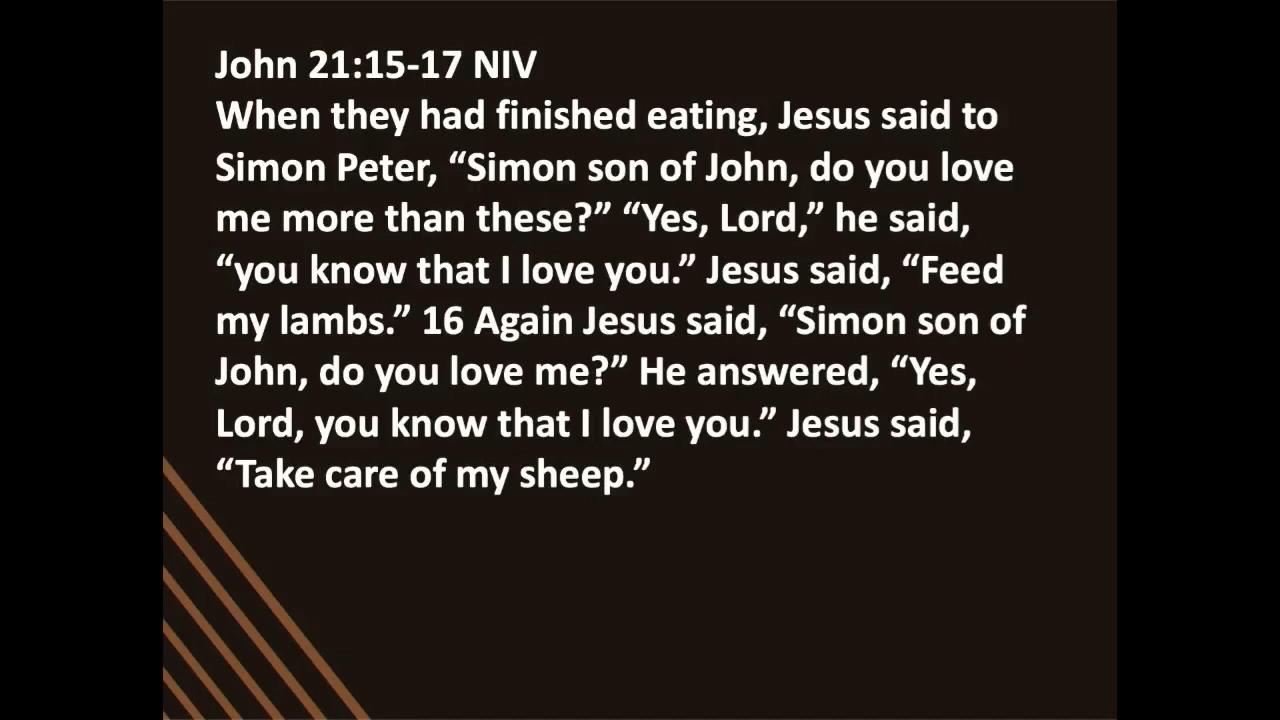 John 21:15-17 NIV
When they had finished eating, Jesus said to
Simon Peter, “Simon son of John, do you love
me more than these?” “Yes, Lord,” he said,
“you know that I love you.” Jesus said, “Feed
my lambs.” 16 Again Jesus said, “Simon son of
John, do you love me?” He answered, “Yes,
Lord, you know that I love you.” Jesus said,
“Take care of my sheep.”